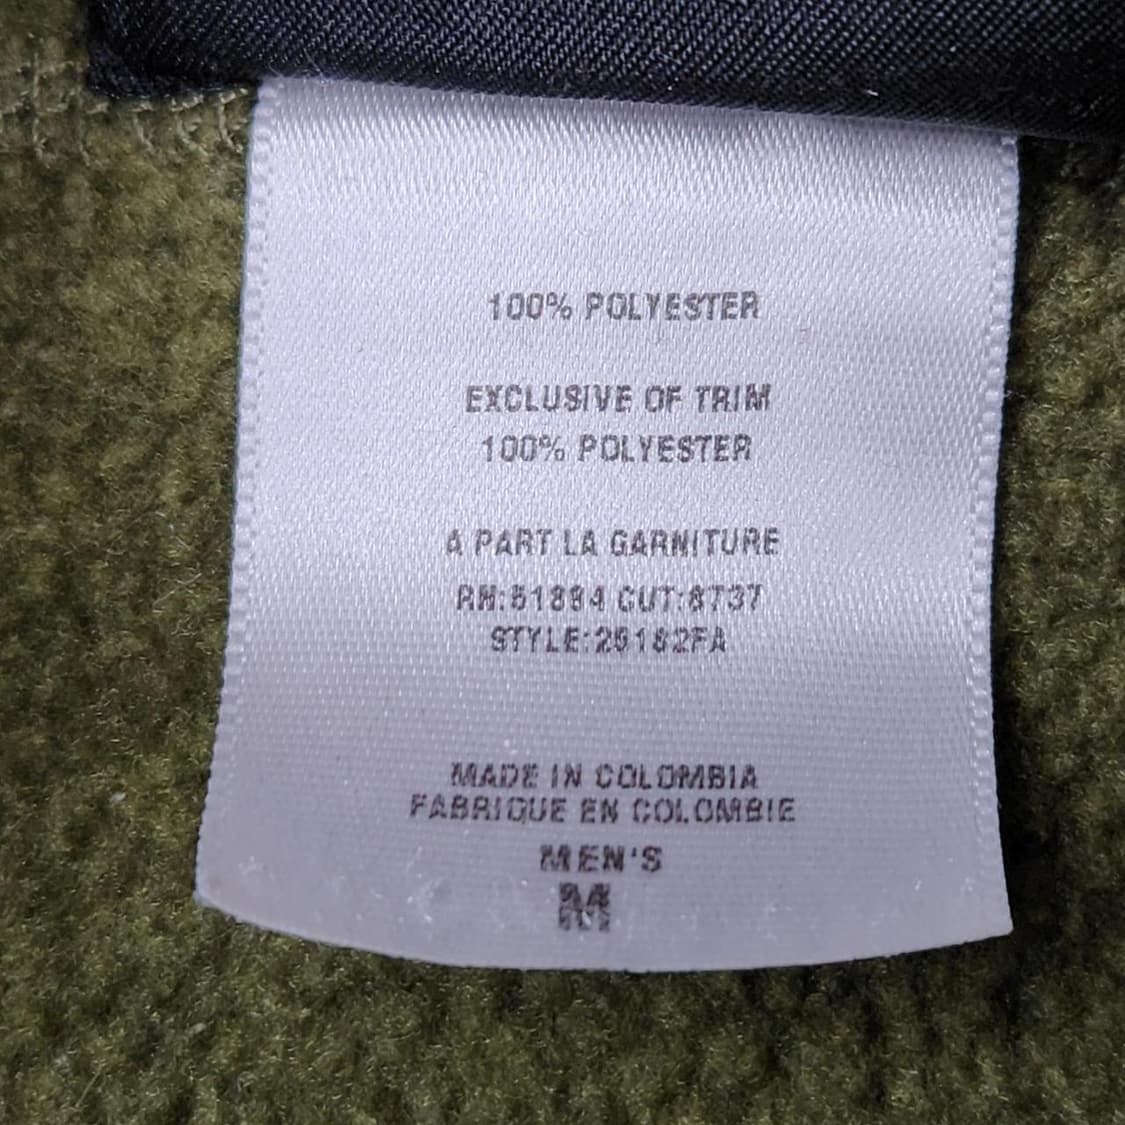 100% POLYESTER
EXCLUSIVE OF TRIM
100% POLYESTER
A PART LA GARNITURE
RN:51884 CUT:8737
STYLE:25182FA
MADE IN COLOMBIA
FABRIQUE EN COLOMBIE
MEN'S
M